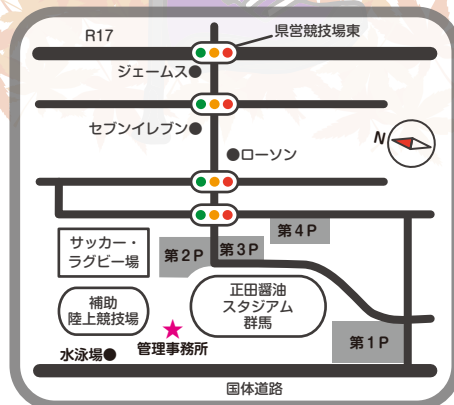 R17
県営競技場東
ジェームス
セブンイレブン
ローソン
N
サッカー・
ラグビー場
第2P
第3P
第4P
補助
陸上競技場
正田醤油
スタジアム
群馬
管理事務所
水泳場
第1P
国体道路